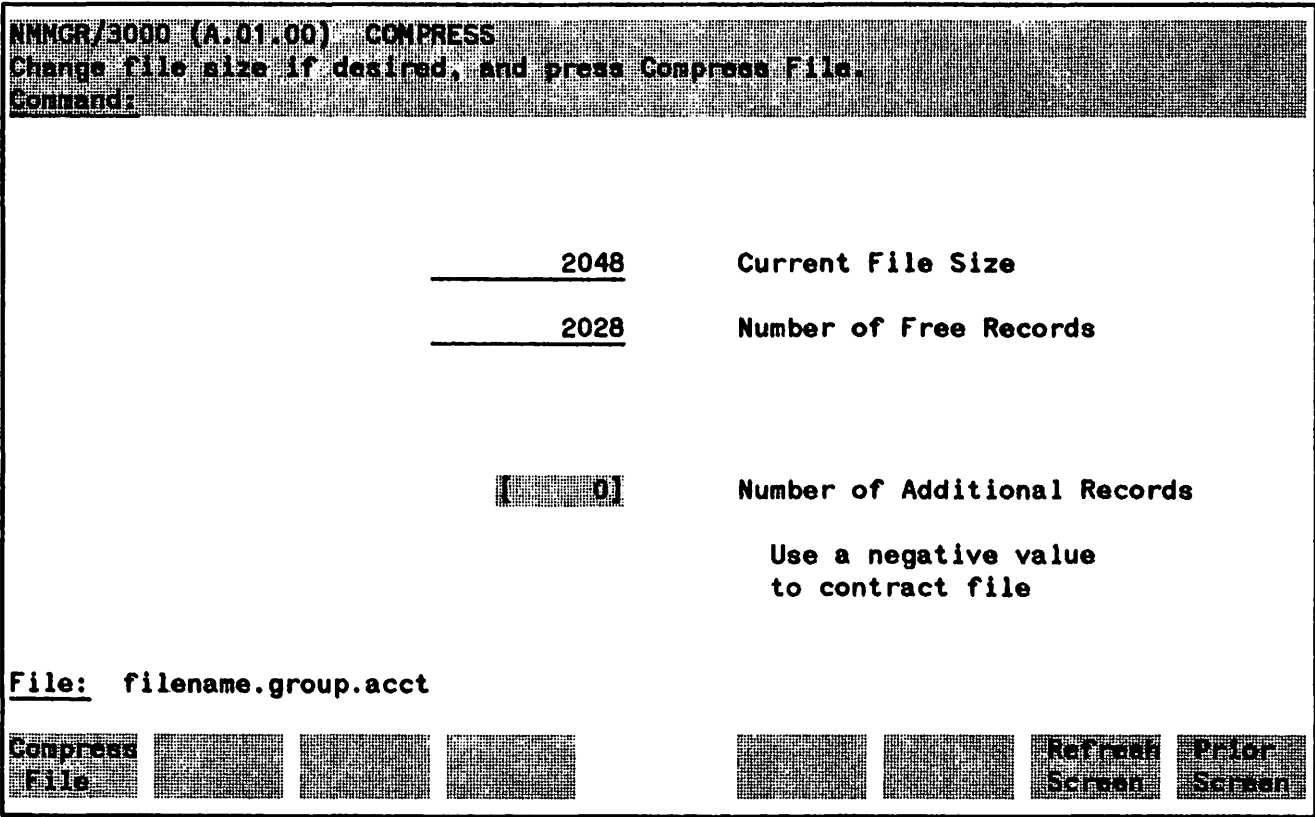 NMMGR/3000 (A.01.00) COMPRESS
Change file size if desired, and press Compress File.
Command:
2048 Current File Size
2028 Number of Free Records
[ 0] Number of Additional Records
Use a negative value
to contract file
File: filename.group.acct
Compress File
Refresh Screen
Prior Screen